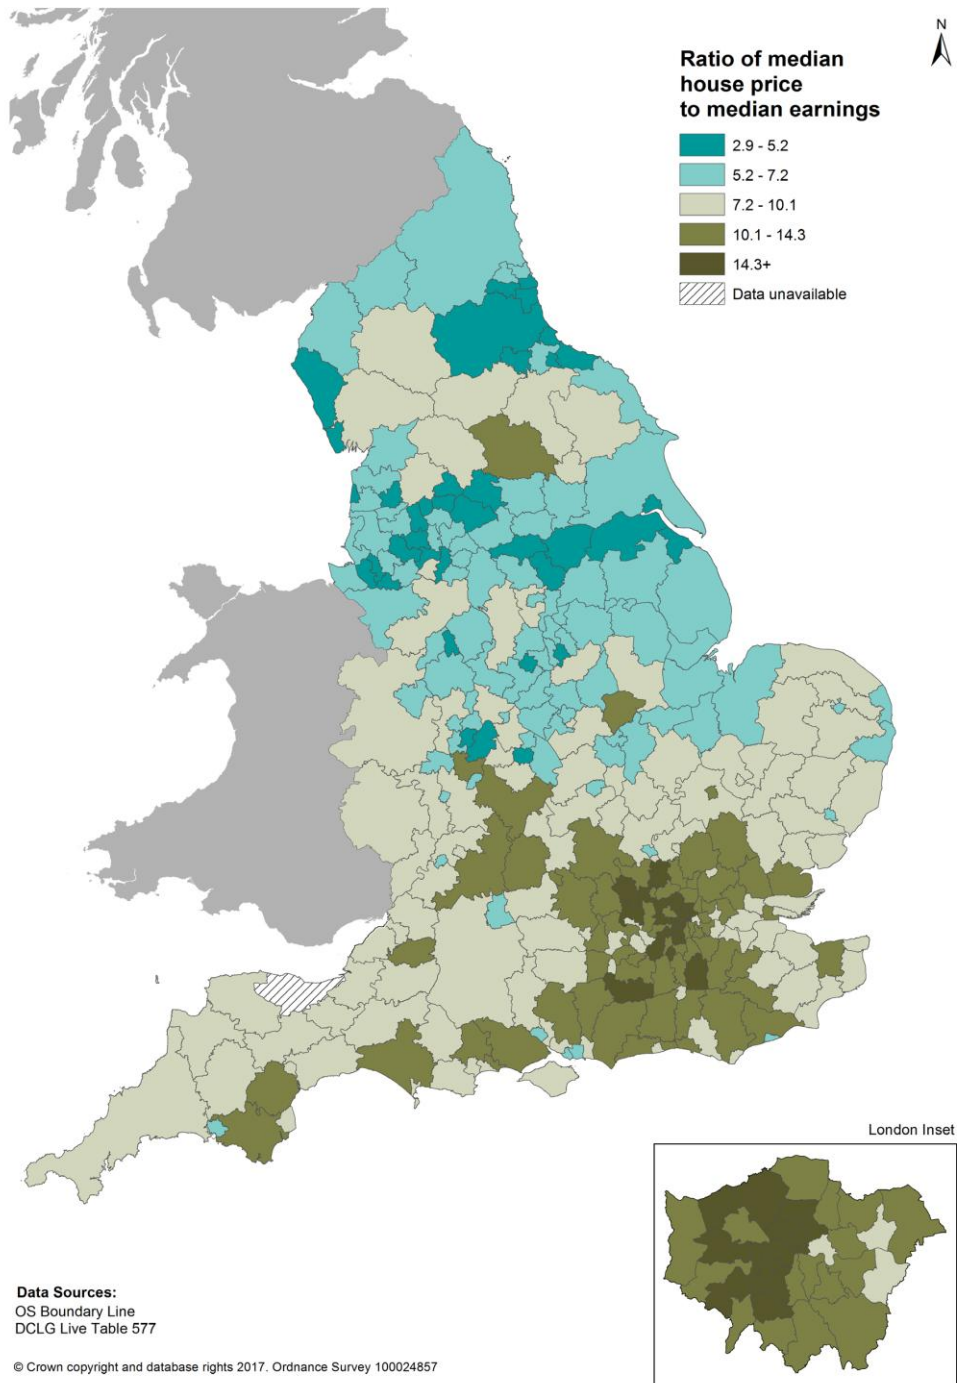 N
Ratio of median
house price
to median earnings
2.9 - 5.2
5.2 - 7.2
7.2 - 10.1
10.1 - 14.3
14.3+
Data unavailable
London Inset
Data Sources:
OS Boundary Line
DCLG Live Table 577
© Crown copyright and database rights 2017. Ordnance Survey 100024857